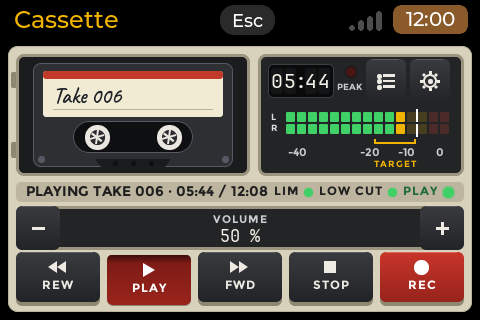 Cassette
Esc
12:00
Take 006
05:44
PEAK
L
R
-40 -20 -10 0
TARGET
PLAYING TAKE 006 · 05:44 / 12:08 LIM LOW CUT PLAY
− VOLUME +
50 %
REW PLAY FWD STOP REC